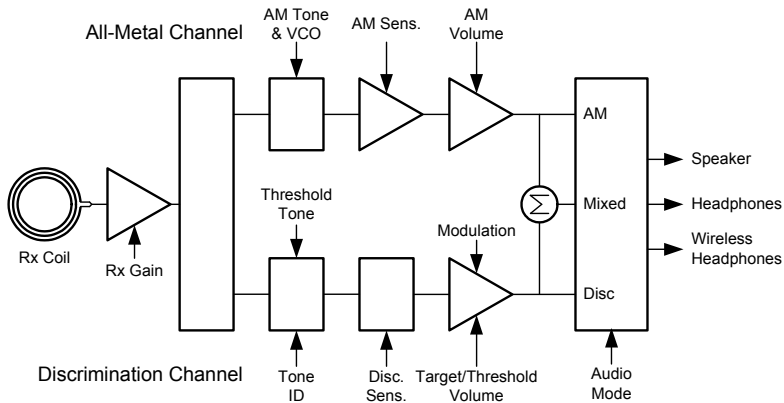 All-Metal Channel
AM Tone
& VCO
AM Sens.
AM
Volume
AM
Speaker
Threshold
Tone
Σ
Mixed
Headphones
Rx Coil
Rx Gain
Modulation
Wireless
Headphones
Disc
Discrimination Channel
Tone
ID
Disc.
Sens.
Target/Threshold
Volume
Audio
Mode